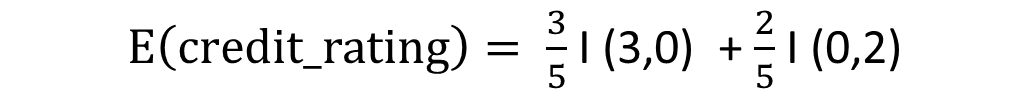 E(credit_rating) = 3/5 I (3,0) + 2/5 I (0,2)